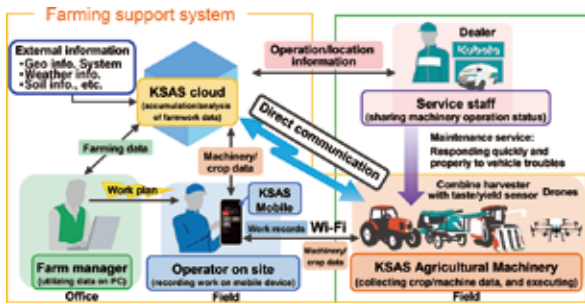 Farming support system
External information
•Geo info. System
•Weather info.
•Soil info., etc.
KSAS cloud
(accumulation/analysis
of farmwork data)
Operation/location
information
Dealer
Kubota
Service staff
(sharing machinery operation status)
Maintenance service:
Responding quickly and
properly to vehicle troubles
Direct communication
Farming data
Machinery/
crop data
Work plan
KSAS
Mobile
Combine harvester
with taste/yield sensor
Drones
Work records
Wi-Fi
Machinery/
crop data
Farm manager
(utilizing data on PC)
Operator on site
(recording work on mobile device)
KSAS Agricultural Machinery
(collecting crop/machine data, and executing)
Office
Field
Field